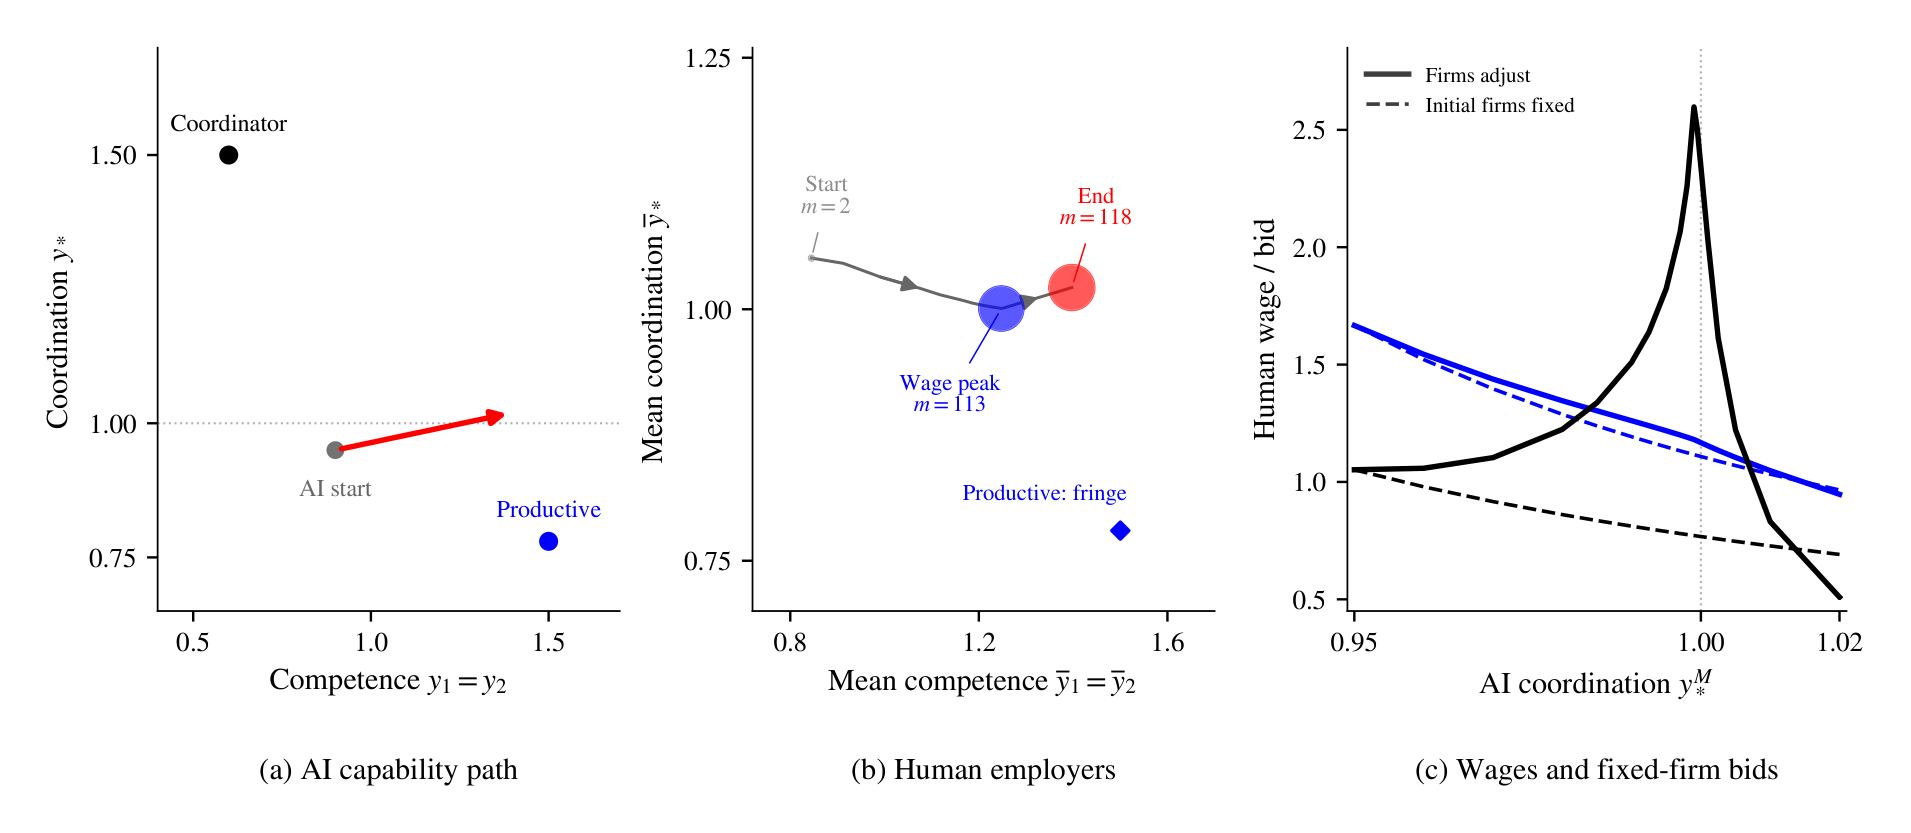 Coordination y*
1.50
1.00
0.75
Coordinator
AI start
Productive
0.5
1.0
1.5
Competence y₁ = y₂
(a) AI capability path
Mean coordination y̅*
1.25
1.00
0.75
Start
m = 2
End
m = 118
Wage peak
m = 113
Productive: fringe
0.8
1.2
1.6
Mean competence y̅₁ = y̅₂
(b) Human employers
Human wage / bid
2.5
2.0
1.5
1.0
0.5
Firms adjust
Initial firms fixed
0.95
1.00
1.02
AI coordination y*ᴹ
(c) Wages and fixed-firm bids